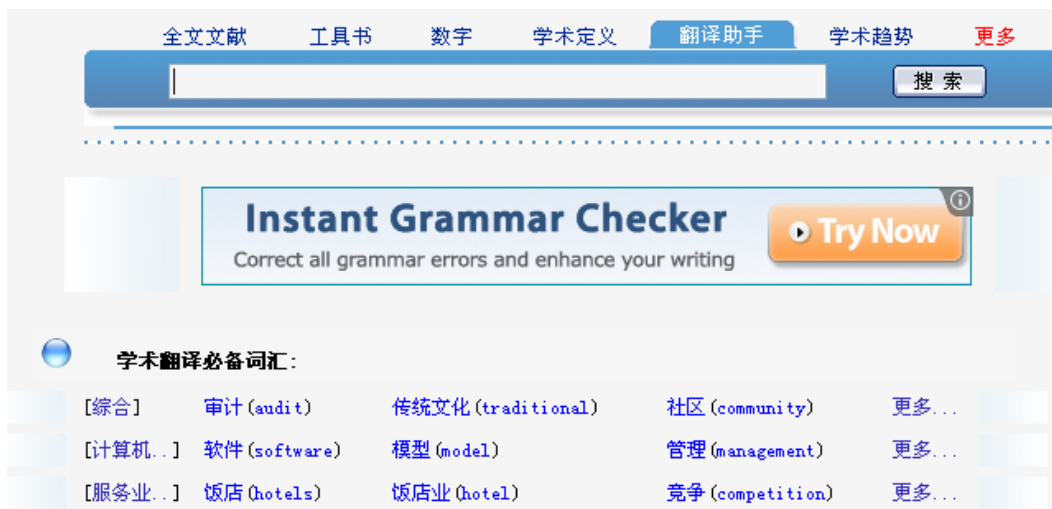 全文文献 工具书 数字 学术定义 翻译助手 学术趋势 更多
搜 索
Instant Grammar Checker
Correct all grammar errors and enhance your writing
Try Now
学术翻译必备词汇:
[综合] 审计(audit) 传统文化(traditional) 社区(community) 更多...
[计算机..] 软件(software) 模型(model) 管理(management) 更多...
[服务业..] 饭店(hotels) 饭店业(hotel) 竞争(competition) 更多...